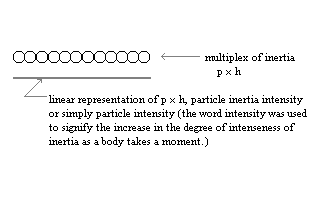 multiplex of inertia
p × h
linear representation of p × h, particle inertia intensity
or simply particle intensity (the word intensity was used
to signify the increase in the degree of intenseness of
inertia as a body takes a moment.)